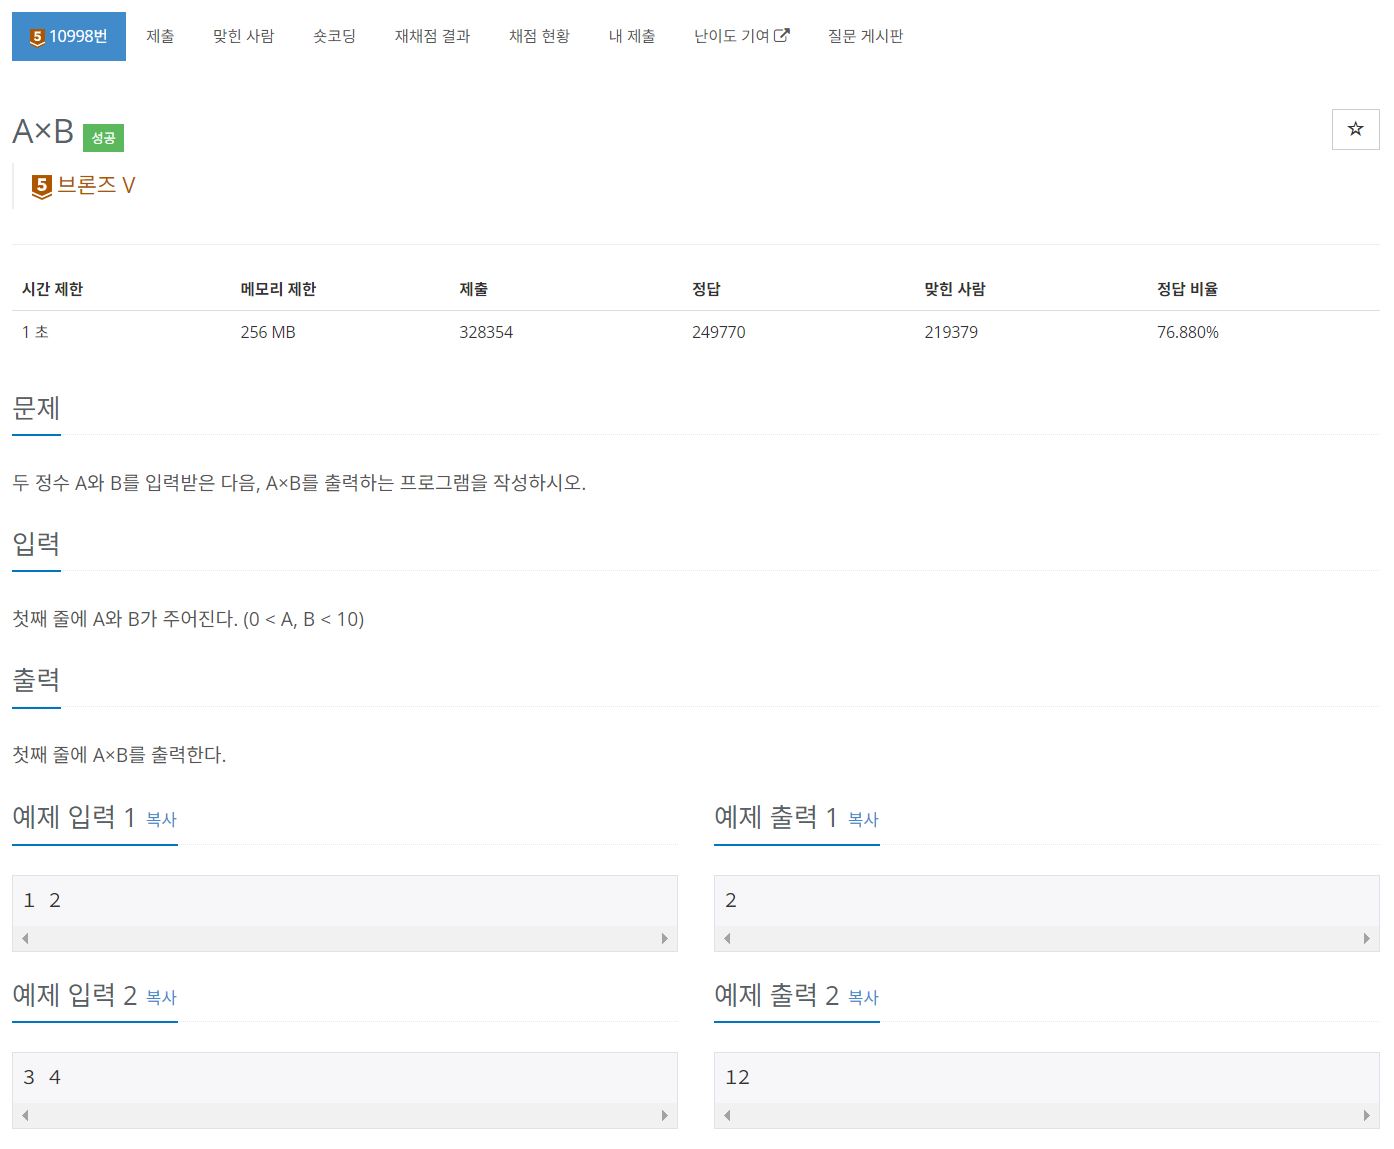 5 10998번 제출 맞힌 사람 숏코딩 재채점 결과 채점 현황 내 제출 난이도 기여 질문 게시판
A×B 성공
5 브론즈 V
시간 제한 메모리 제한 제출 정답 맞힌 사람 정답 비율
1 초 256 MB 328354 249770 219379 76.880%
문제
두 정수 A와 B를 입력받은 다음, A×B를 출력하는 프로그램을 작성하시오.
입력
첫째 줄에 A와 B가 주어진다. (0 < A, B < 10)
출력
첫째 줄에 A×B를 출력한다.
예제 입력 1 복사
1 2
예제 출력 1 복사
2
예제 입력 2 복사
3 4
예제 출력 2 복사
12